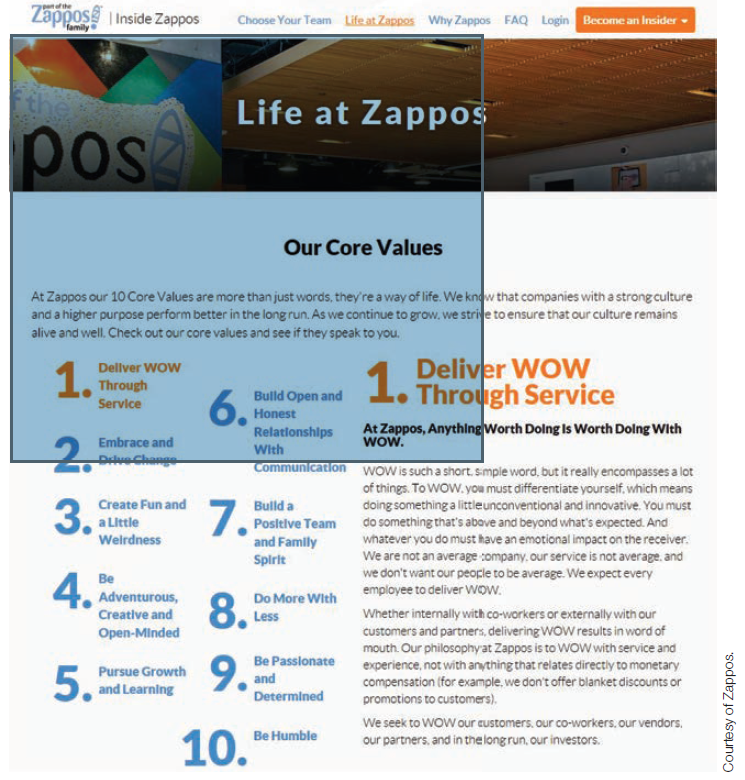 part of the
Zappos.com
family
Inside Zappos
Choose Your Team
Life at Zappos
Why Zappos
FAQ
Login
Become an Insider
of the
pos
Life at Zappos
Our Core Values
At Zappos our 10 Core Values are more than just words, they're a way of life. We know that companies with a strong culture
and a higher purpose perform better in the long run. As we continue to grow, we strive to ensure that our culture remains
alive and well. Check out our core values and see if they speak to you.
1. Deliver WOW
Through
Service
2. Embrace and
Drive Change
3. Create Fun and
a Little
Weirdness
4. Be
Adventurous,
Creative and
Open-Minded
5. Pursue Growth
and Learning
6. Build Open and
Honest
Relationships
With
Communication
7. Build a
Positive Team
and Family
Spirit
8. Do More With
Less
9. Be Passionate
and
Determined
10. Be Humble
1. Deliver WOW
Through Service
At Zappos, Anything Worth Doing is Worth Doing With
WOW.
WOW is such a short, simple word, but it really encompasses a lot
of things. To WOW, you must differentiate yourself, which means
doing something a little unconventional and innovative. You must
do something that's above and beyond what's expected. And
whatever you do must have an emotional impact on the receiver.
We are not an average company, our service is not average, and
we don't want our people to be average. We expect every
employee to deliver WOW.
Whether internally with co-workers or externally with our
customers and partners, delivering WOW results in word of
mouth. Our philosophy at Zappos is to WOW with service and
experience, not with anything that relates directly to monetary
compensation (for example, we don't offer blanket discounts or
promotions to customers).
We seek to WOW our customers, our co-workers, our vendors,
our partners, and in the long run, our investors.
Courtesy of Zappos.